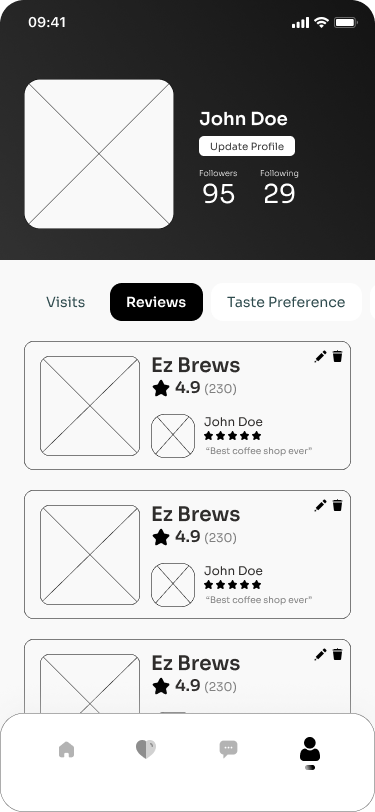 09:41
John Doe
Update Profile
Followers Following
95 29
Visits Reviews Taste Preference
Ez Brews
4.9 (230)
John Doe
“Best coffee shop ever”
Ez Brews
4.9 (230)
John Doe
“Best coffee shop ever”
Ez Brews
4.9 (230)